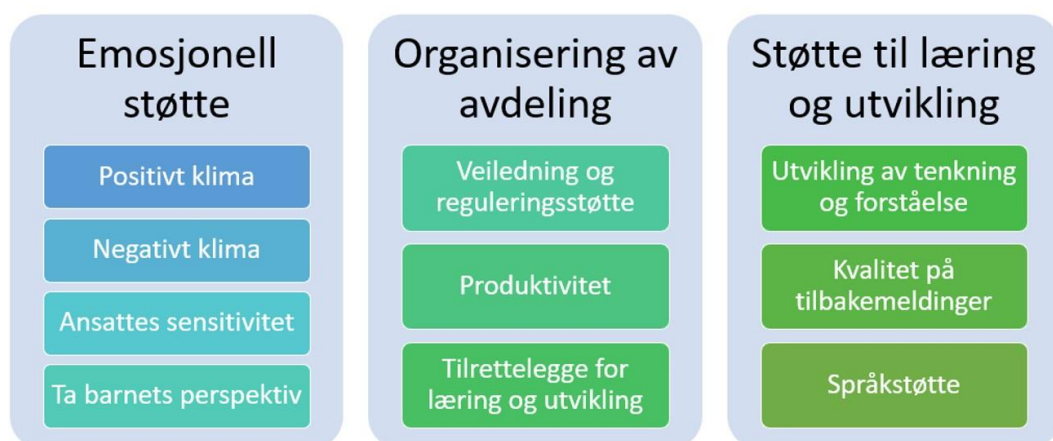 Emosjonell
støtte
Positivt klima
Negativt klima
Ansattes sensitivitet
Ta barnets perspektiv
Organisering av
avdeling
Veiledning og
reguleringsstøtte
Produktivitet
Tilrettelegge for
læring og utvikling
Støtte til læring
og utvikling
Utvikling av tenkning
og forståelse
Kvalitet på
tilbakemeldinger
Språkstøtte